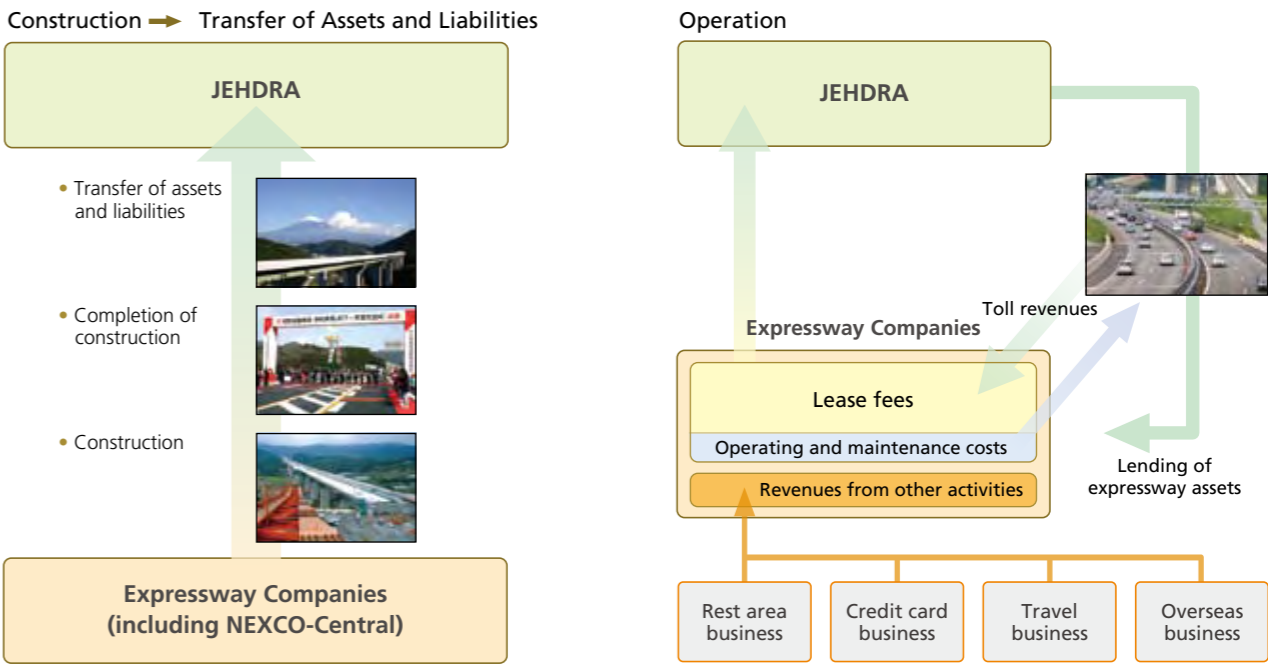 Construction → Transfer of Assets and Liabilities
JEHDRA
• Transfer of assets
and liabilities
• Completion of
construction
• Construction
Expressway Companies
(including NEXCO-Central)
Operation
JEHDRA
Toll revenues
Expressway Companies
Lease fees
Operating and maintenance costs
Revenues from other activities
Lending of
expressway assets
Rest area
business
Credit card
business
Travel
business
Overseas
business